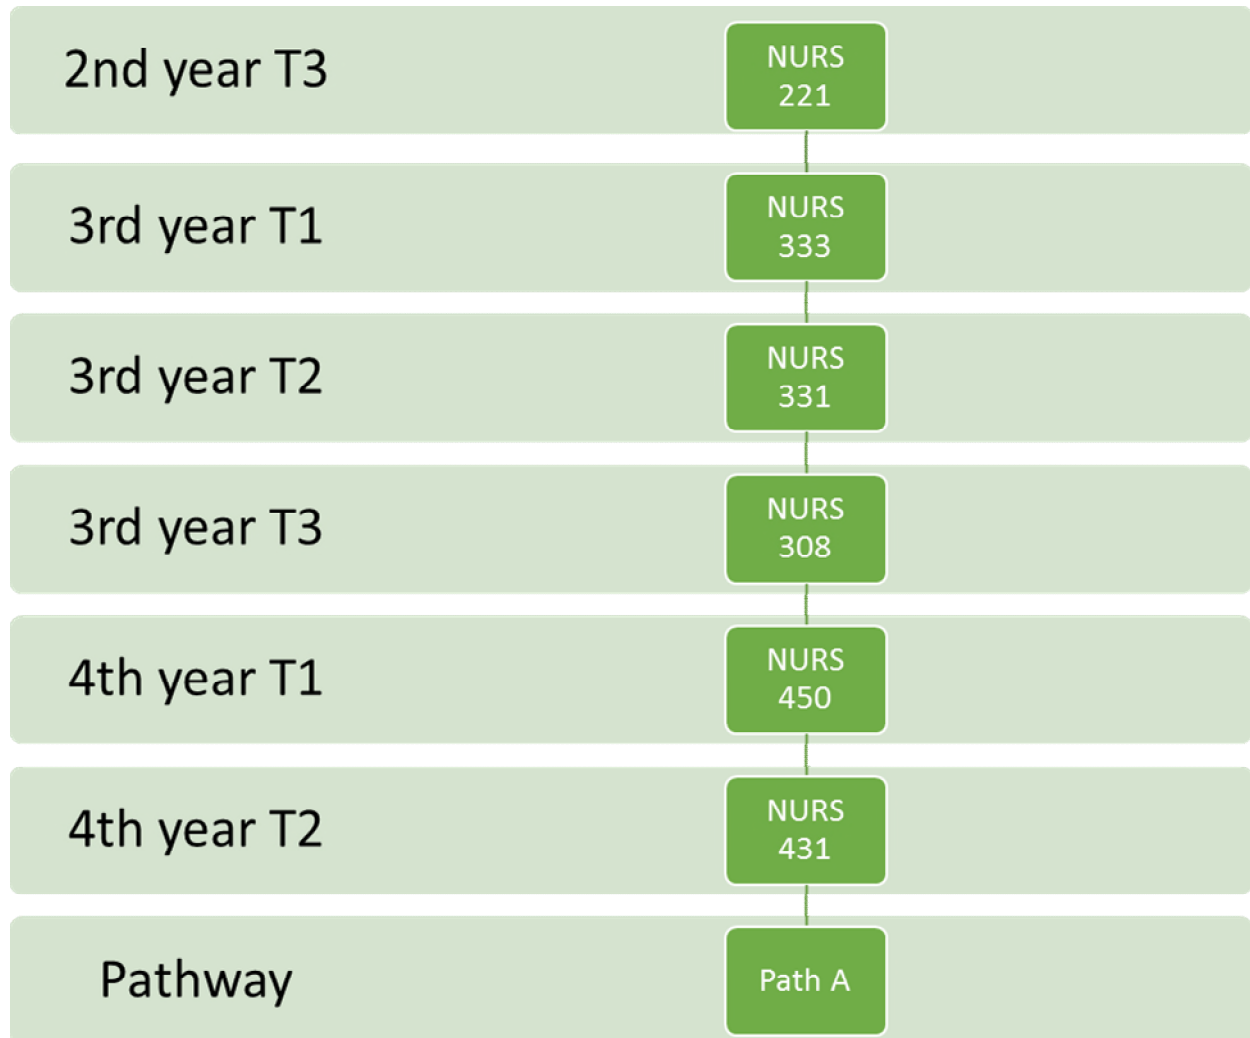 2nd year T3
NURS
221
3rd year T1
NURS
333
3rd year T2
NURS
331
3rd year T3
NURS
308
4th year T1
NURS
450
4th year T2
NURS
431
Pathway
Path A